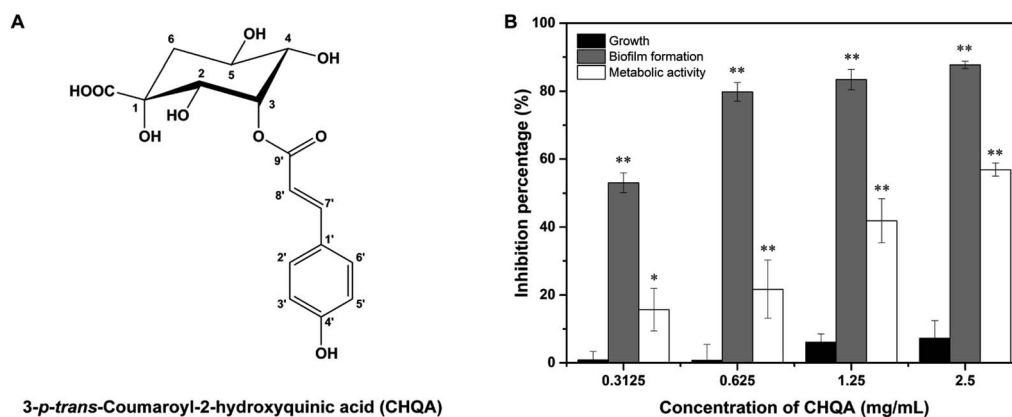 A
6
OH
4
OH
5
HOOC
2
1
HO
3
OH
O
O
9'
8'
7'
1'
2'
6'
3'
5'
4'
OH
3-p-trans-Coumaroyl-2-hydroxyquinic acid (CHQA)
B
Growth
Biofilm formation
Metabolic activity
Inhibition percentage (%)
100
80
60
40
20
0
**
*
**
**
**
**
**
**
0.3125
0.625
1.25
2.5
Concentration of CHQA (mg/mL)